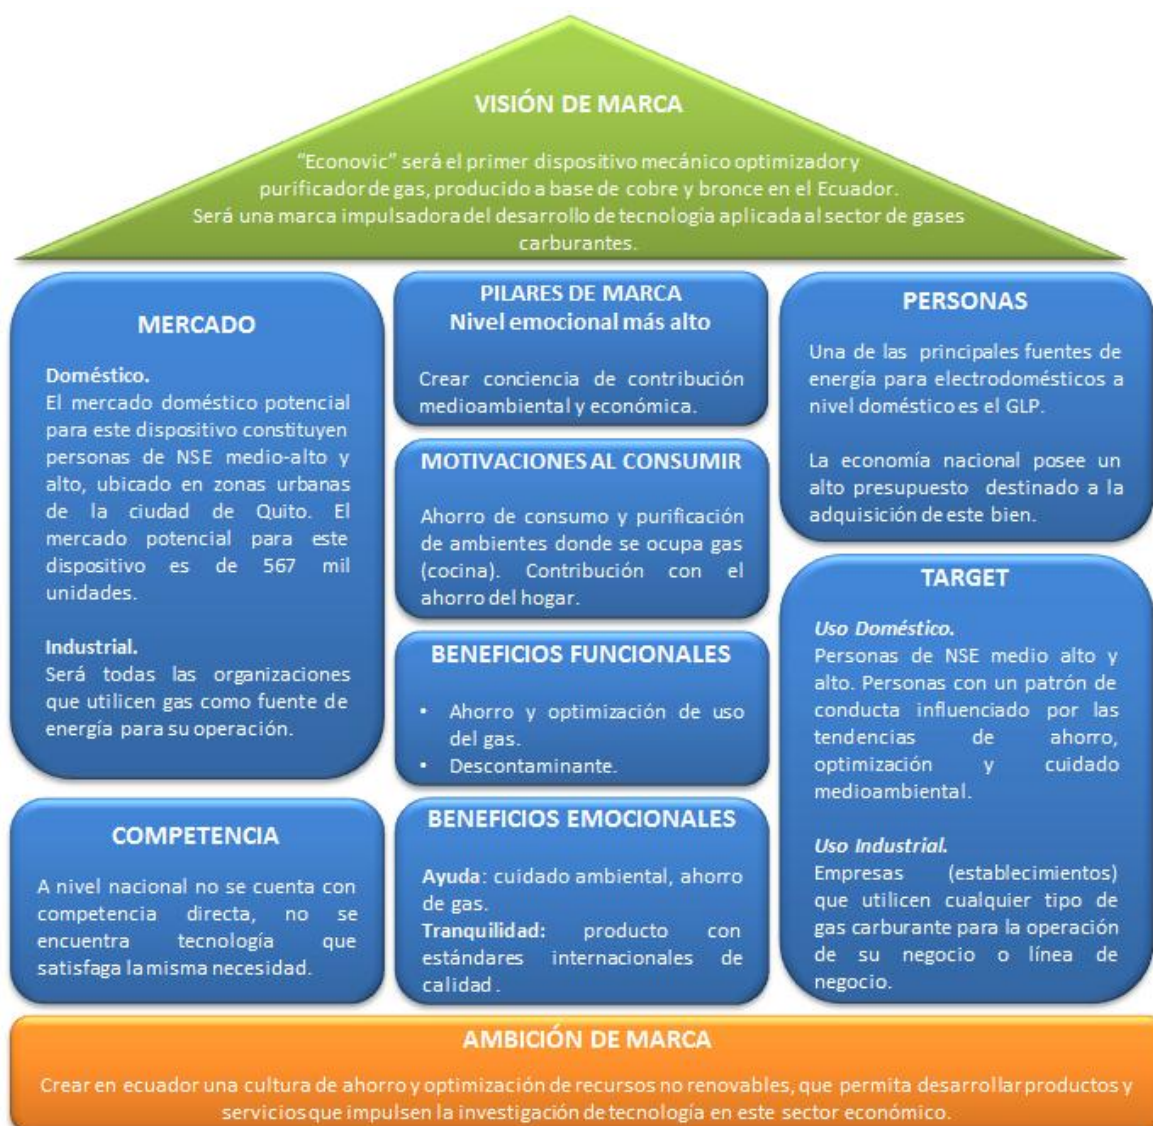 VISIÓN DE MARCA
“Econovic” será el primer dispositivo mecánico optimizador y
purificador de gas, producido a base de cobre y bronce en el Ecuador.
Será una marca impulsadora del desarrollo de tecnología aplicada al sector de gases
carburantes.
MERCADO
Doméstico.
El mercado doméstico potencial
para este dispositivo constituyen
personas de NSE medio-alto y
alto, ubicado en zonas urbanas
de la ciudad de Quito. El
mercado potencial para este
dispositivo es de 567 mil
unidades.
Industrial.
Será todas las organizaciones
que utilicen gas como fuente de
energía para su operación.
COMPETENCIA
A nivel nacional no se cuenta con
competencia directa, no se
encuentra tecnología que
satisfaga la misma necesidad.
PILARES DE MARCA
Nivel emocional más alto
Crear conciencia de contribución
medioambiental y económica.
MOTIVACIONES AL CONSUMIR
Ahorro de consumo y purificación
de ambientes donde se ocupa gas
(cocina). Contribución con el
ahorro del hogar.
BENEFICIOS FUNCIONALES
• Ahorro y optimización de uso
del gas.
• Descontaminante.
BENEFICIOS EMOCIONALES
Ayuda: cuidado ambiental, ahorro
de gas.
Tranquilidad: producto con
estándares internacionales de
calidad .
PERSONAS
Una de las principales fuentes de
energía para electrodomésticos a
nivel doméstico es el GLP.
La economía nacional posee un
alto presupuesto destinado a la
adquisición de este bien.
TARGET
Uso Doméstico.
Personas de NSE medio alto y
alto. Personas con un patrón de
conducta influenciado por las
tendencias de ahorro,
optimización y cuidado
medioambiental.
Uso Industrial.
Empresas (establecimientos)
que utilicen cualquier tipo de
gas carburante para la operación
de su negocio o línea de
negocio.
AMBICIÓN DE MARCA
Crear en ecuador una cultura de ahorro y optimización de recursos no renovables, que permita desarrollar productos y
servicios que impulsen la investigación de tecnología en este sector económico.